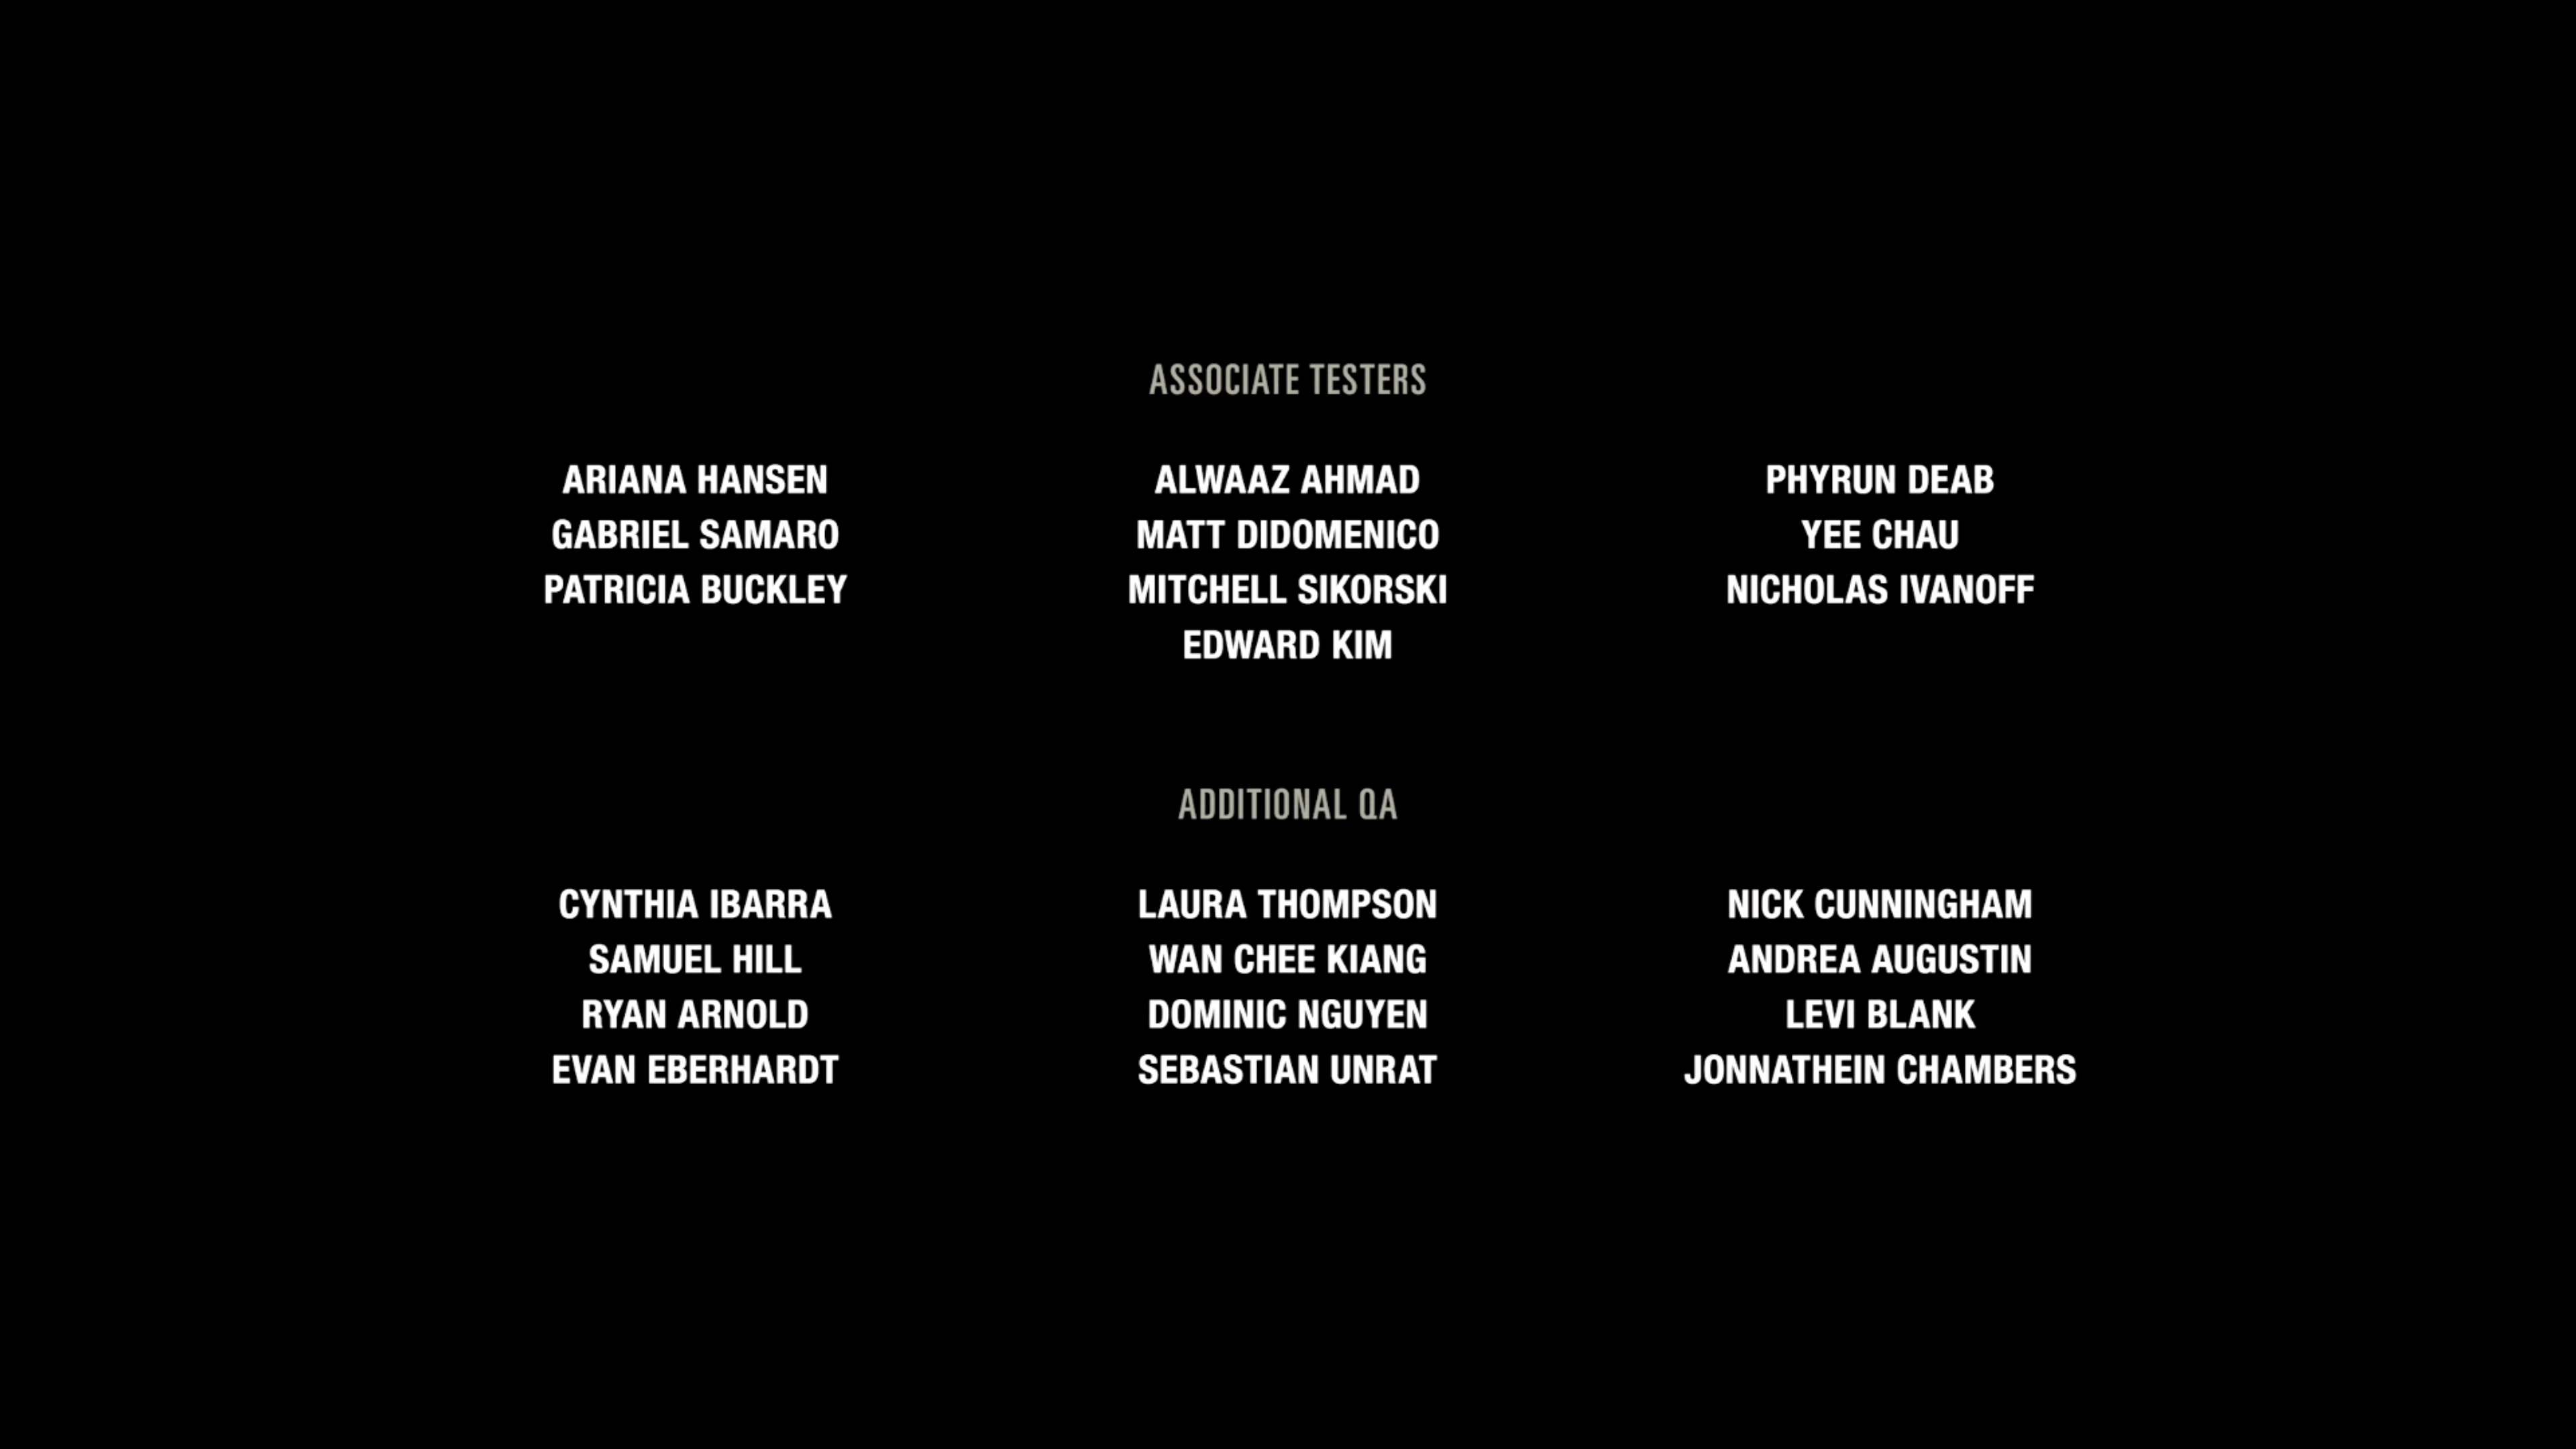 ASSOCIATE TESTERS
ARIANA HANSEN
GABRIEL SAMARO
PATRICIA BUCKLEY
ALWAAZ AHMAD
MATT DIDOMENICO
MITCHELL SIKORSKI
EDWARD KIM
PHYRUN DEAB
YEE CHAU
NICHOLAS IVANOFF
ADDITIONAL QA
CYNTHIA IBARRA
SAMUEL HILL
RYAN ARNOLD
EVAN EBERHARDT
LAURA THOMPSON
WAN CHEE KIANG
DOMINIC NGUYEN
SEBASTIAN UNRAT
NICK CUNNINGHAM
ANDREA AUGUSTIN
LEVI BLANK
JONNATHEIN CHAMBERS